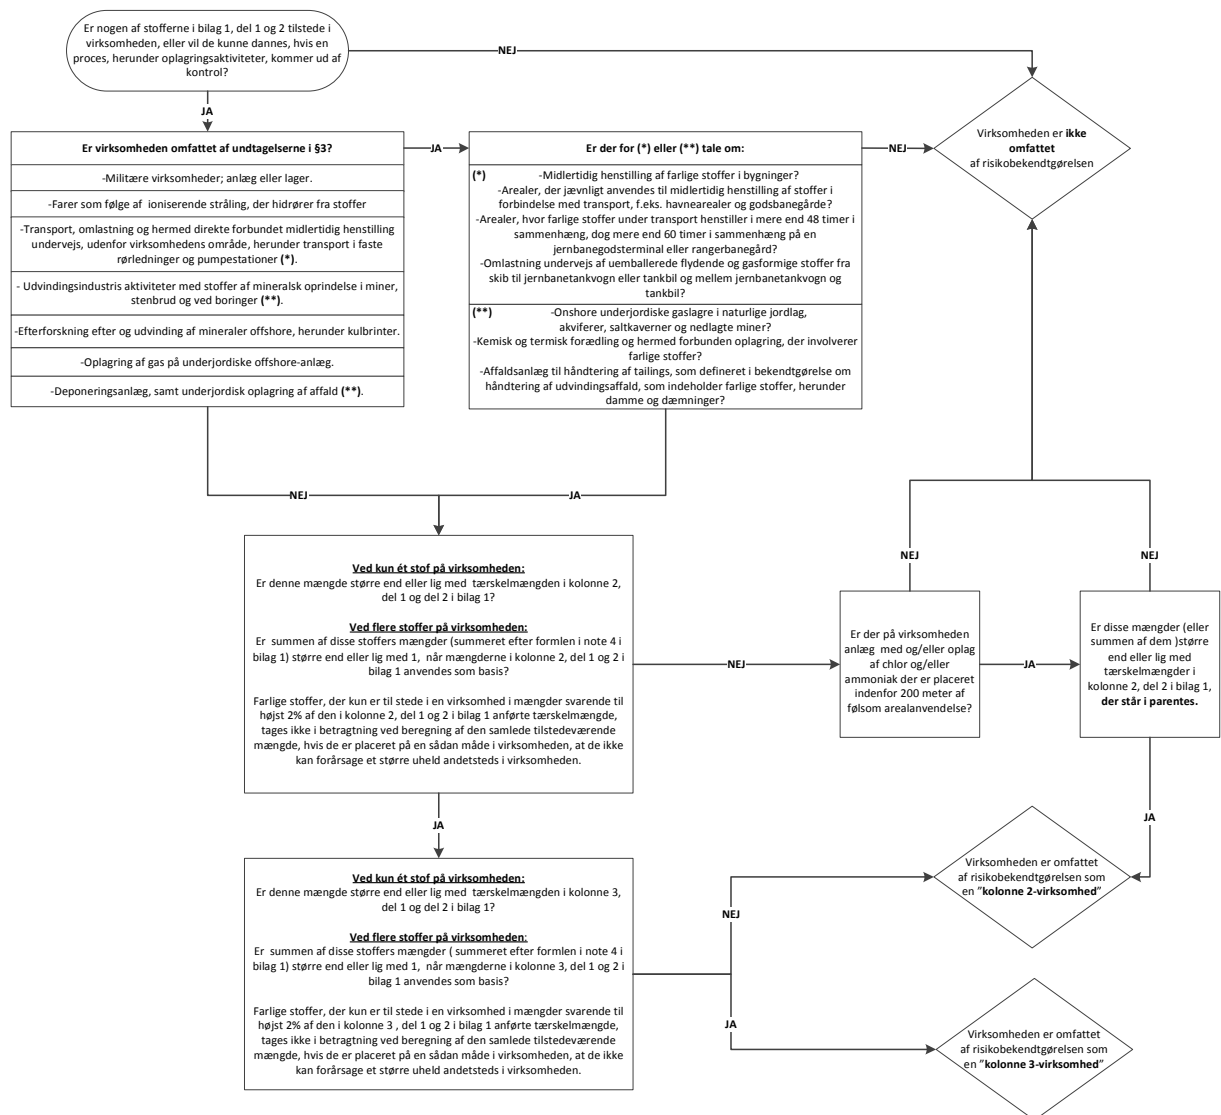 Er nogen af stofferne i bilag 1, del 1 og 2 tilstede i
virksomheden, eller vil de kunne dannes, hvis en
proces, herunder oplagringsaktiviteter, kommer ud af
kontrol?
NEJ
JA
Virksomheden er ikke
omfattet
af risikobekendtgørelsen
Er virksomheden omfattet af undtagelserne i §3?
-Militære virksomheder; anlæg eller lager.
-Farer som følge af ioniserende stråling, der hidrører fra stoffer
-Transport, omlastning og hermed direkte forbundet midlertidig henstilling
undervejs, udenfor virksomhedens område, herunder transport i faste
rørledninger og pumpestationer (*).
- Udvindingsindustris aktiviteter med stoffer af mineralsk oprindelse i miner,
stenbrud og ved boringer (**).
-Efterforskning efter og udvinding af mineraler offshore, herunder kulbrinter.
-Oplagring af gas på underjordiske offshore-anlæg.
-Deponeringsanlæg, samt underjordisk oplagring af affald (**).
JA
Er der for (*) eller (**) tale om:
(*) -Midlertidig henstilling af farlige stoffer i bygninger?
-Arealer, der jævnligt anvendes til midlertidig henstilling af stoffer i
forbindelse med transport, f.eks. havnearealer og godsbanegårde?
-Arealer, hvor farlige stoffer under transport henstiller i mere end 48 timer i
sammenhæng, dog mere end 60 timer i sammenhæng på en
jernbanegodsterminal eller rangerbanegård?
-Omlastning undervejs af uemballerede flydende og gasformige stoffer fra
skib til jernbanetankvogn eller tankbil og mellem jernbanetankvogn og
tankbil?
(**) -Onshore underjordiske gaslagre i naturlige jordlag,
akviferer, saltkaverner og nedlagte miner?
-Kemisk og termisk forædling og hermed forbunden oplagring, der involverer
farlige stoffer?
-Affaldsanlæg til håndtering af tailings, som defineret i bekendtgørelse om
håndtering af udvindingsaffald, som indeholder farlige stoffer, herunder
damme og dæmninger?
NEJ
NEJ
JA
Ved kun ét stof på virksomheden:
Er denne mængde større end eller lig med tærskelmængden i kolonne 2,
del 1 og del 2 i bilag 1?
Ved flere stoffer på virksomheden:
Er summen af disse stoffers mængder (summeret efter formlen i note 4 i
bilag 1) større end eller lig med 1, når mængderne i kolonne 2, del 1 og 2 i
bilag 1 anvendes som basis?
Farlige stoffer, der kun er til stede i en virksomhed i mængder svarende til
højst 2% af den i kolonne 2, del 1 og 2 i bilag 1 anførte tærskelmængde,
tages ikke i betragtning ved beregning af den samlede tilstedeværende
mængde, hvis de er placeret på en sådan måde i virksomheden, at de ikke
kan forårsage et større uheld andetsteds i virksomheden.
NEJ
Er der på virksomheden
anlæg med og/eller oplag
af chlor og/eller
ammoniak der er placeret
indenfor 200 meter af
følsom arealanvendelse?
NEJ
JA
Er disse mængder (eller
summen af dem )større
end eller lig med
tærskelmængder i
kolonne 2, del 2 i bilag 1,
der står i parentes.
NEJ
JA
JA
Ved kun ét stof på virksomheden:
Er denne mængde større end eller lig med tærskelmængden i kolonne 3,
del 1 og del 2 i bilag 1?
Ved flere stoffer på virksomheden:
Er summen af disse stoffers mængder ( summeret efter formlen i note 4 i
bilag 1) større end eller lig med 1, når mængderne i kolonne 3, del 1 og 2 i
bilag 1 anvendes som basis?
Farlige stoffer, der kun er til stede i en virksomhed i mængder svarende til
højst 2% af den i kolonne 3 , del 1 og 2 i bilag 1 anførte tærskelmængde,
tages ikke i betragtning ved beregning af den samlede tilstedeværende
mængde, hvis de er placeret på en sådan måde i virksomheden, at de ikke
kan forårsage et større uheld andetsteds i virksomheden.
NEJ
Virksomheden er omfattet
af risikobekendtgørelsen som
en ”kolonne 2-virksomhed”
JA
Virksomheden er omfattet
af risikobekendtgørelsen som
en ”kolonne 3-virksomhed”